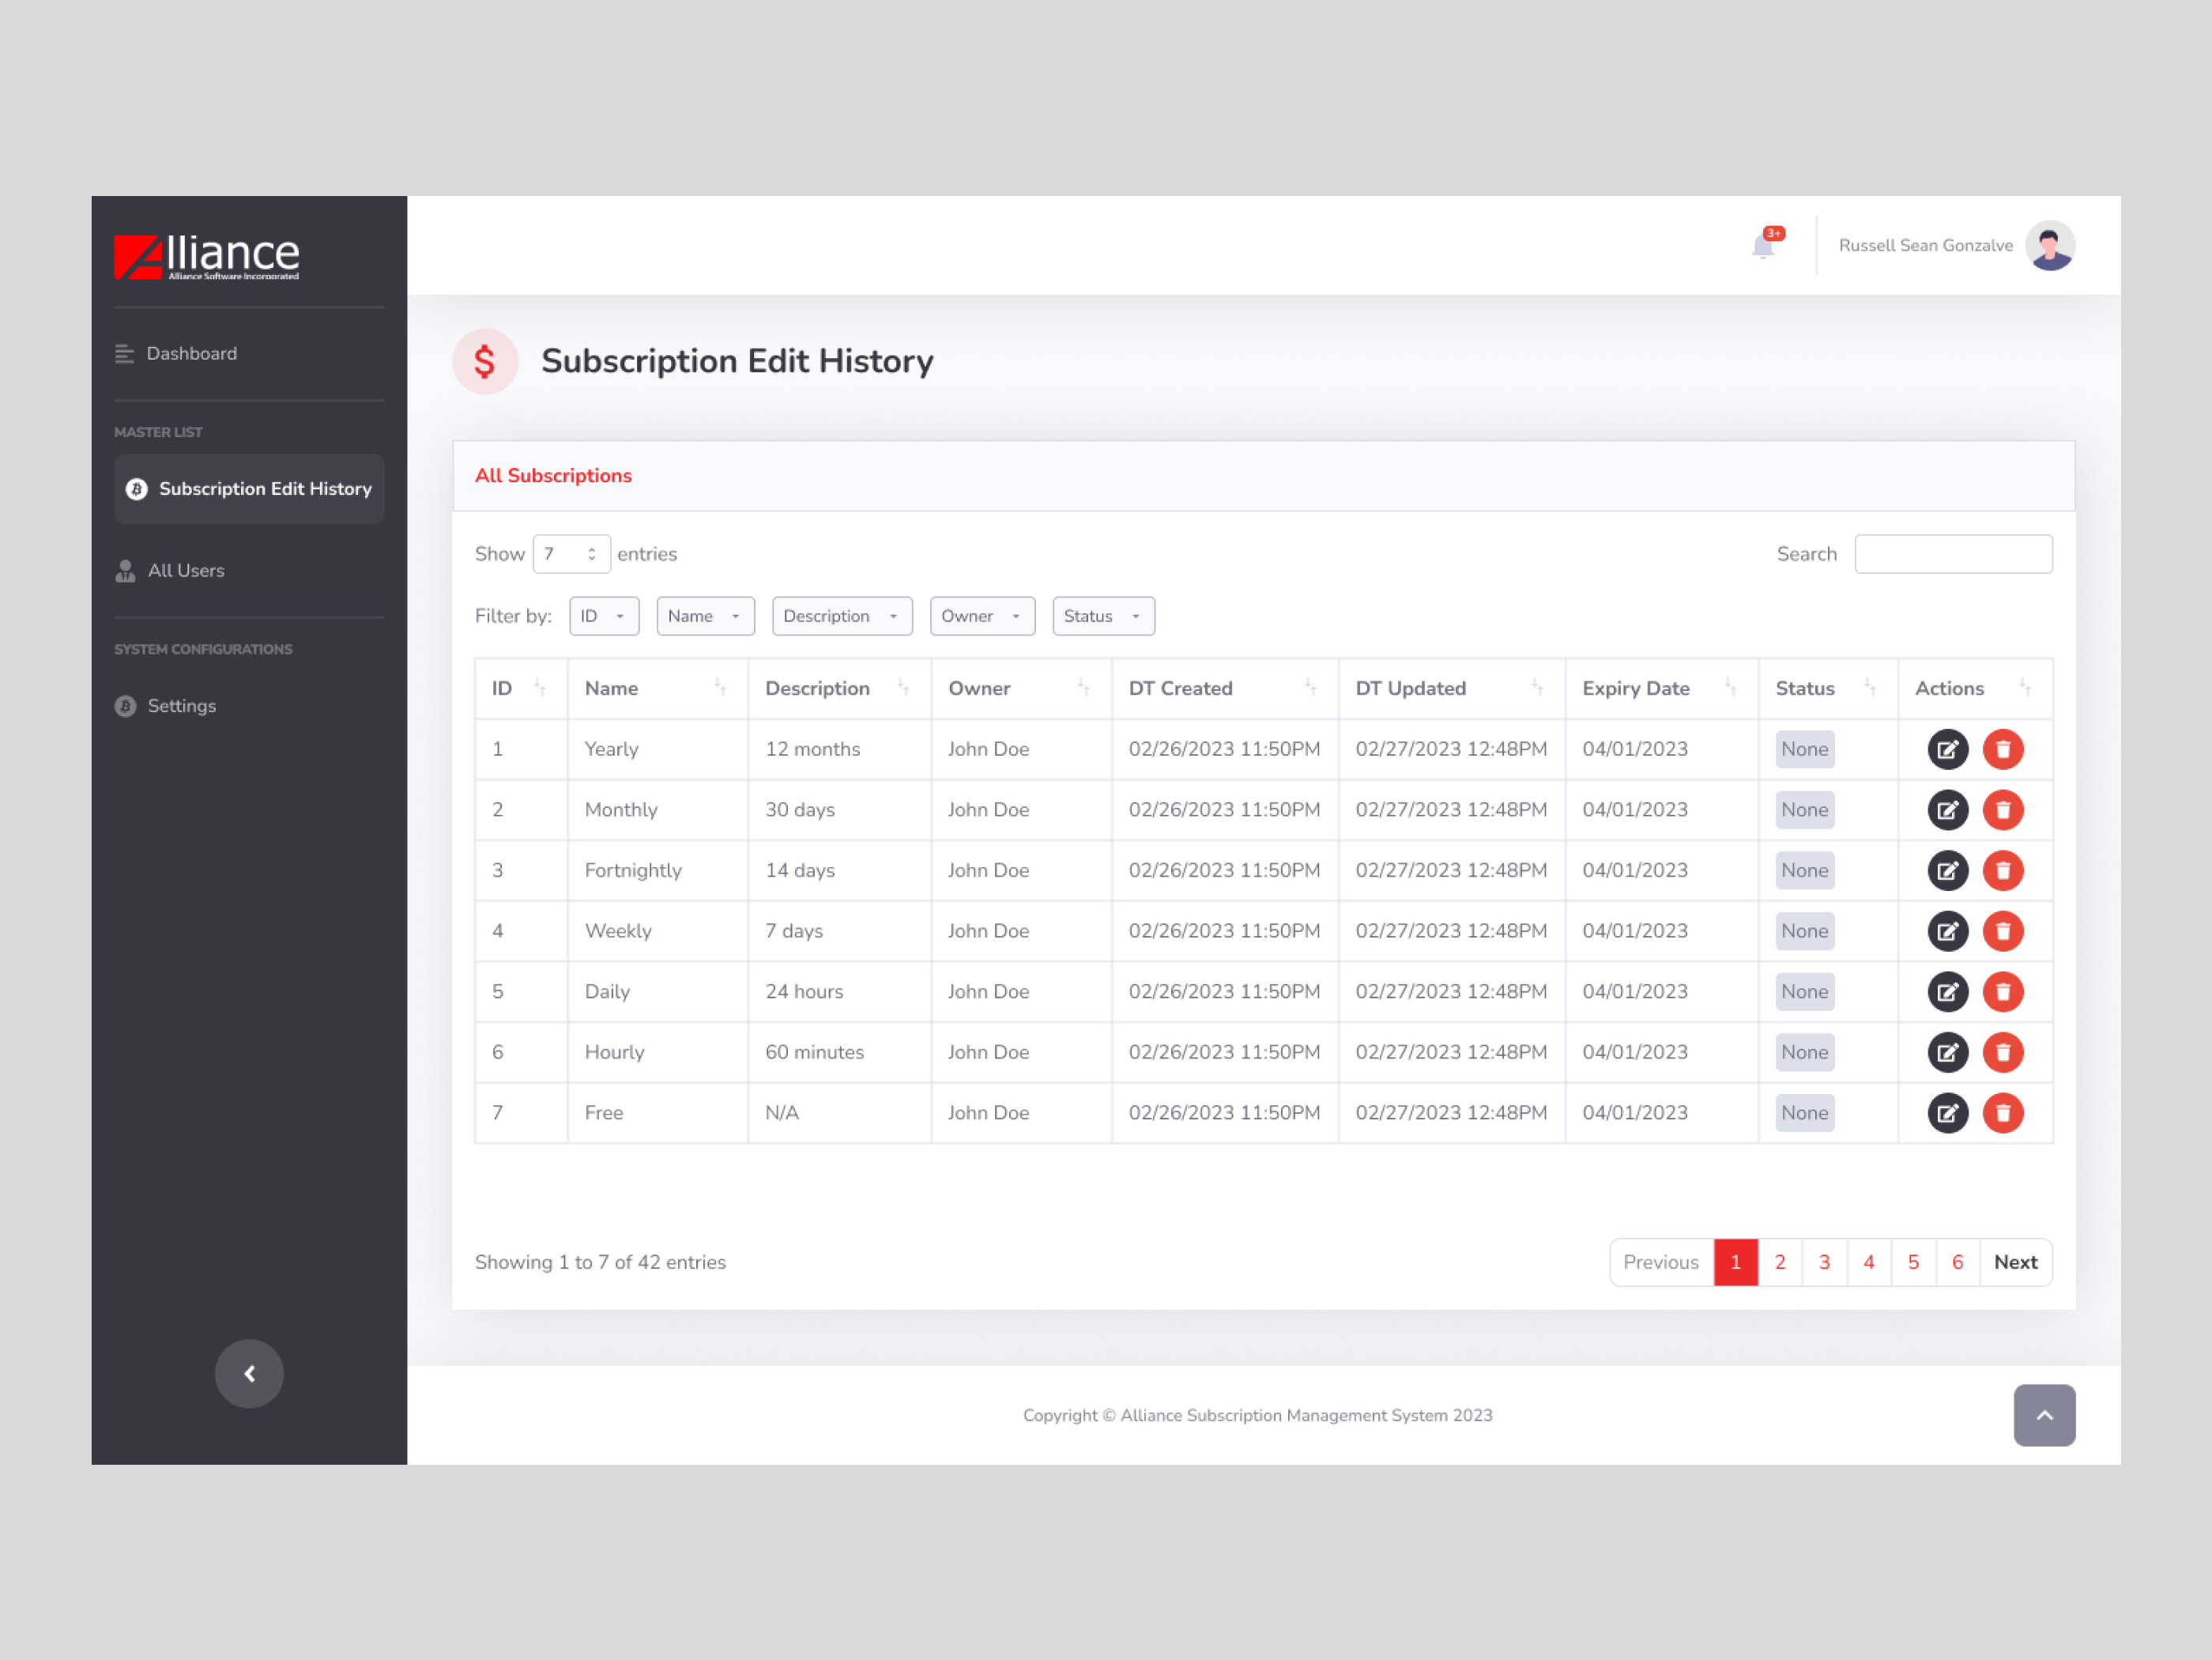 Alliance
Alliance Software Incorporated
Dashboard
MASTER LIST
Subscription Edit History
All Users
SYSTEM CONFIGURATIONS
Settings
3+
Russell Sean Gonzalve
$ Subscription Edit History
All Subscriptions
Show 7 entries
Search
Filter by: ID Name Description Owner Status
ID Name Description Owner DT Created DT Updated Expiry Date Status Actions
1 Yearly 12 months John Doe 02/26/2023 11:50PM 02/27/2023 12:48PM 04/01/2023 None
2 Monthly 30 days John Doe 02/26/2023 11:50PM 02/27/2023 12:48PM 04/01/2023 None
3 Fortnightly 14 days John Doe 02/26/2023 11:50PM 02/27/2023 12:48PM 04/01/2023 None
4 Weekly 7 days John Doe 02/26/2023 11:50PM 02/27/2023 12:48PM 04/01/2023 None
5 Daily 24 hours John Doe 02/26/2023 11:50PM 02/27/2023 12:48PM 04/01/2023 None
6 Hourly 60 minutes John Doe 02/26/2023 11:50PM 02/27/2023 12:48PM 04/01/2023 None
7 Free N/A John Doe 02/26/2023 11:50PM 02/27/2023 12:48PM 04/01/2023 None
Showing 1 to 7 of 42 entries
Previous 1 2 3 4 5 6 Next
Copyright © Alliance Subscription Management System 2023